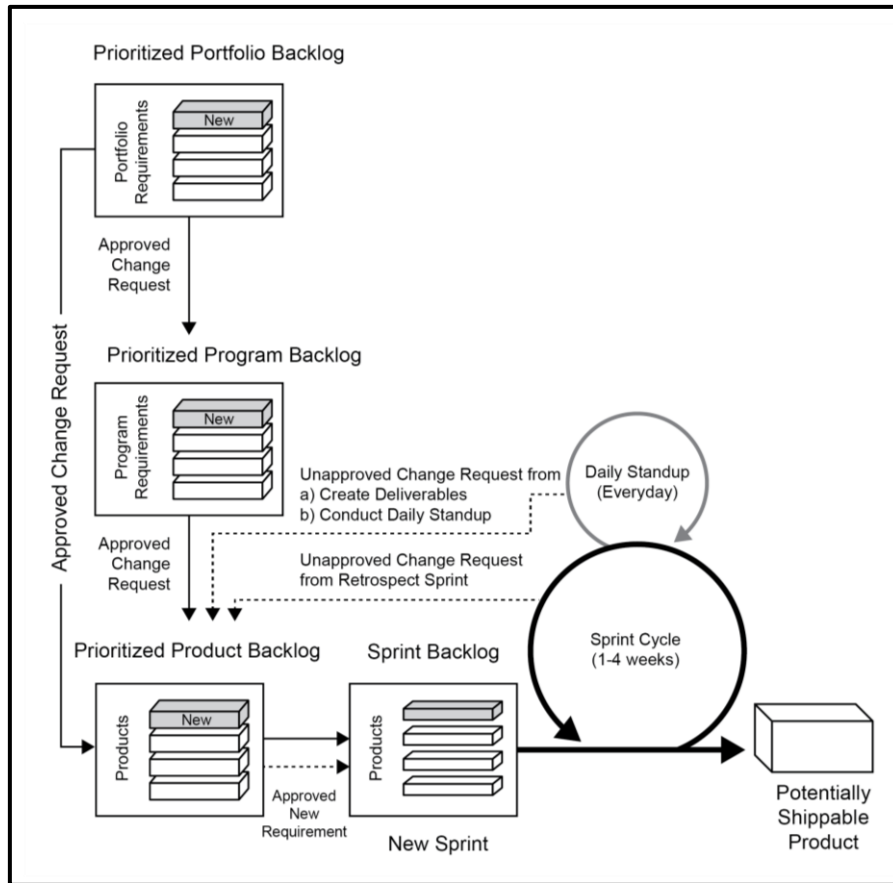 Prioritized Portfolio Backlog
Portfolio
Requirements
New
Approved
Change
Request
Approved Change Request
Prioritized Program Backlog
Program
Requirements
New
Approved
Change
Request
Unapproved Change Request from
a) Create Deliverables
b) Conduct Daily Standup
Unapproved Change Request
from Retrospect Sprint
Daily Standup
(Everyday)
Sprint Cycle
(1-4 weeks)
Prioritized Product Backlog
Products
New
Approved
New
Requirement
Sprint Backlog
Products
New Sprint
Potentially
Shippable
Product